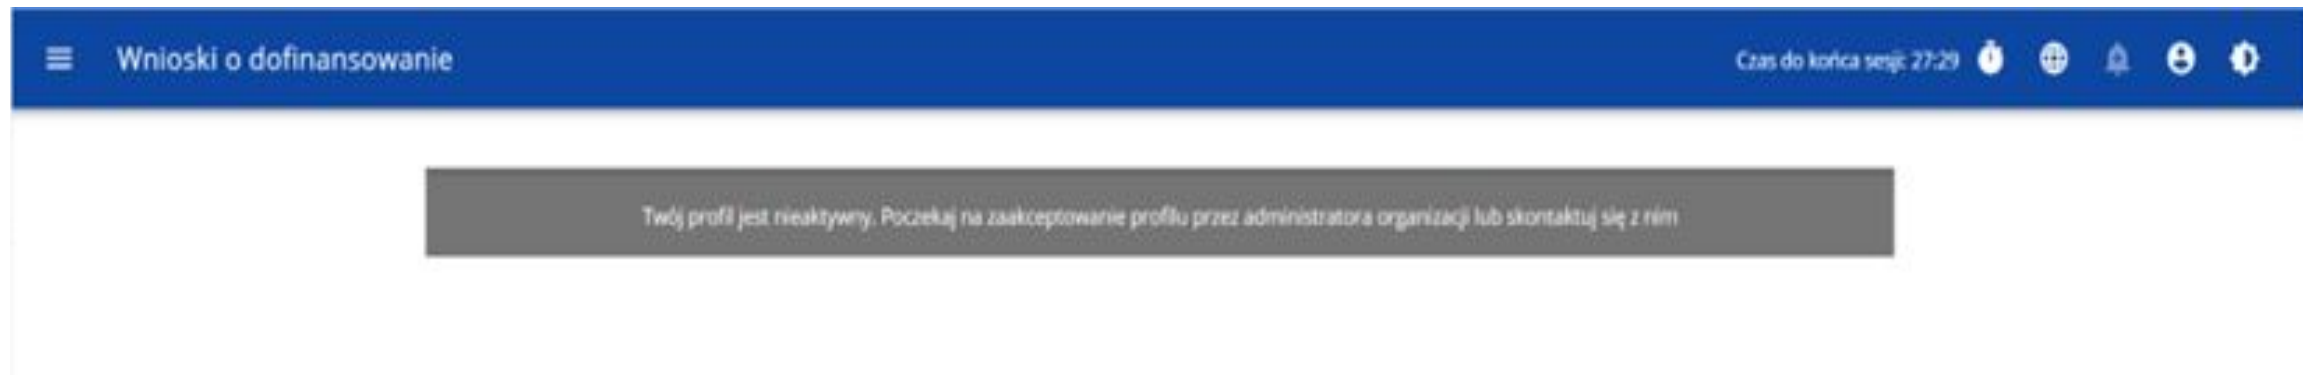 Wnioski o dofinansowanie
Czas do końca sesji: 27:29
Twój profil jest nieaktywny. Poczekaj na zaakceptowanie profilu przez administratora organizacji lub skontaktuj się z nim